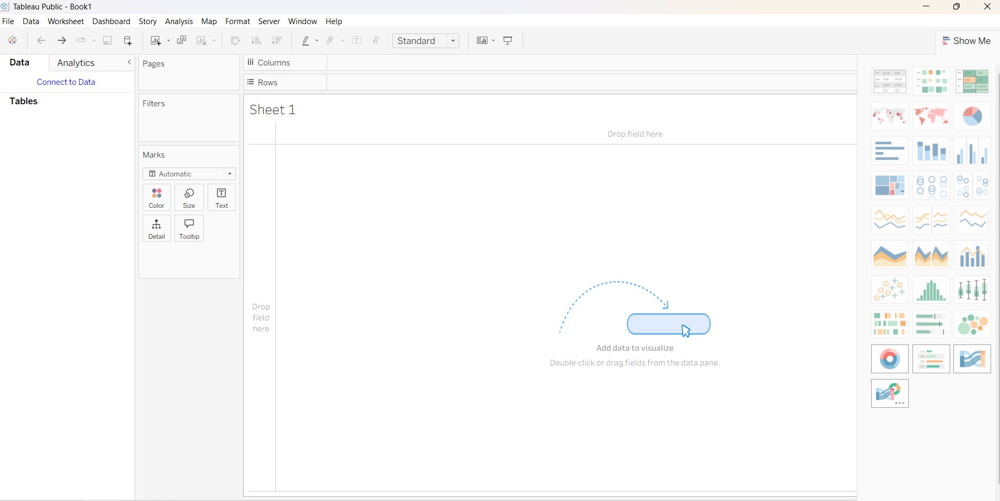 Tableau Public - Book1
File Data Worksheet Dashboard Story Analysis Map Format Server Window Help
Standard
Show Me
Data Analytics
Connect to Data
Tables
Pages
Filters
Marks
Automatic
Color Size Text
Detail Tooltip
Columns
Rows
Sheet 1
Drop field here
Drop
field
here
Add data to visualize
Double-click or drag fields from the data pane.